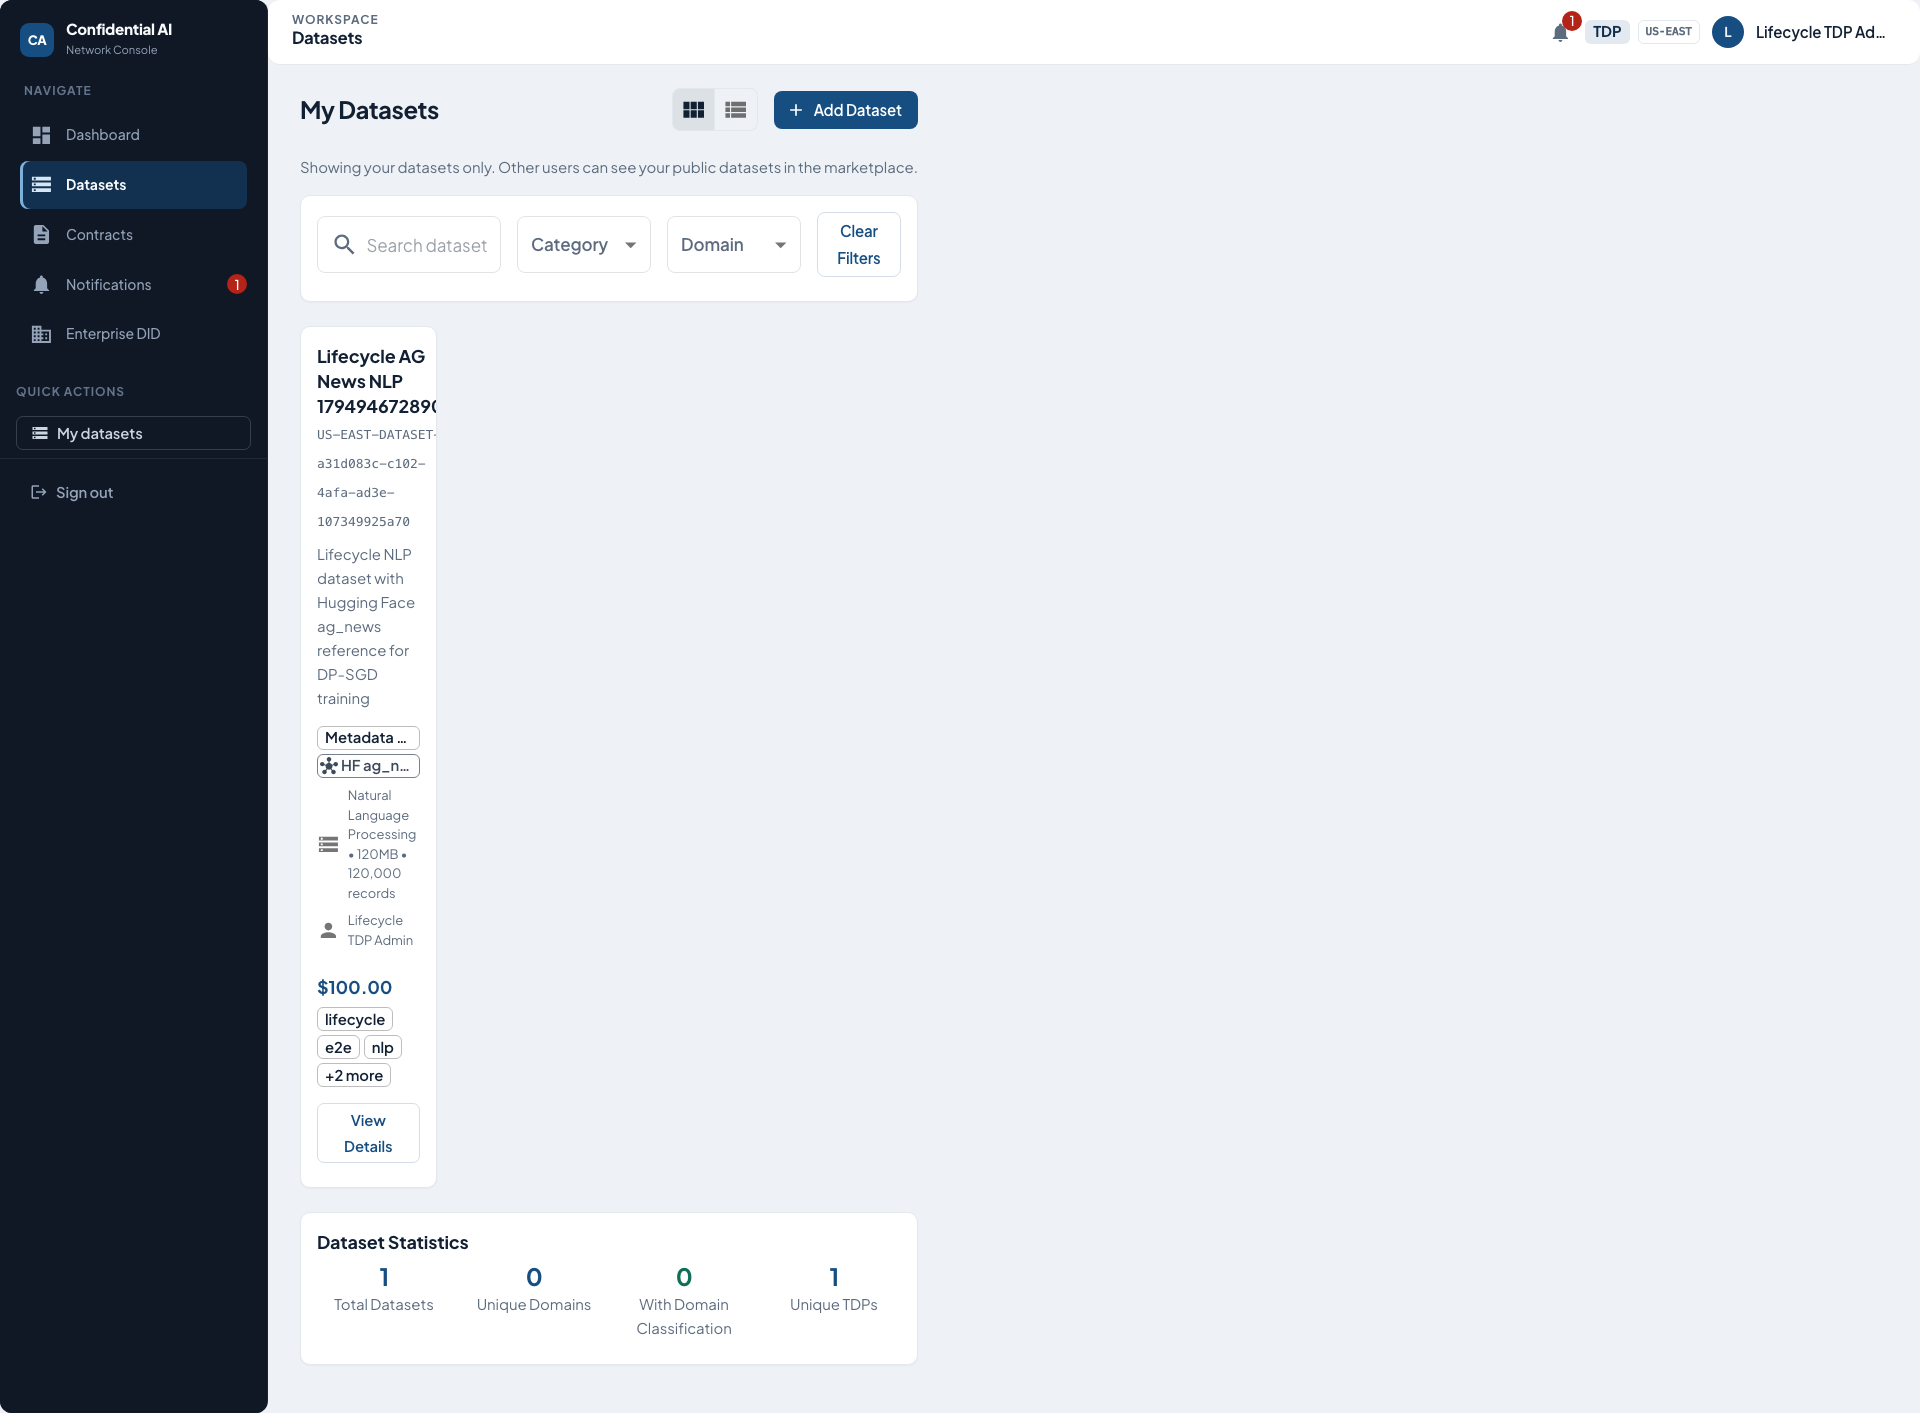 CA
Confidential AI
Network Console
NAVIGATE
Dashboard
Datasets
Contracts
Notifications
1
Enterprise DID
QUICK ACTIONS
My datasets
Sign out
WORKSPACE
Datasets
1
TDP
US-EAST
L
Lifecycle TDP Ad...
My Datasets
Add Dataset
Showing your datasets only. Other users can see your public datasets in the marketplace.
Search dataset
Category
Domain
Clear
Filters
Lifecycle AG
News NLP
179494672890
US-EAST-DATASET-
a31d083c-c102-
4afa-ad3e-
107349925a70
Lifecycle NLP
dataset with
Hugging Face
ag_news
reference for
DP-SGD
training
Metadata ...
HF ag_n...
Natural
Language
Processing
• 120MB •
120,000
records
Lifecycle
TDP Admin
$100.00
lifecycle
e2e nlp
+2 more
View
Details
Dataset Statistics
1
Total Datasets
0
Unique Domains
0
With Domain
Classification
1
Unique TDPs